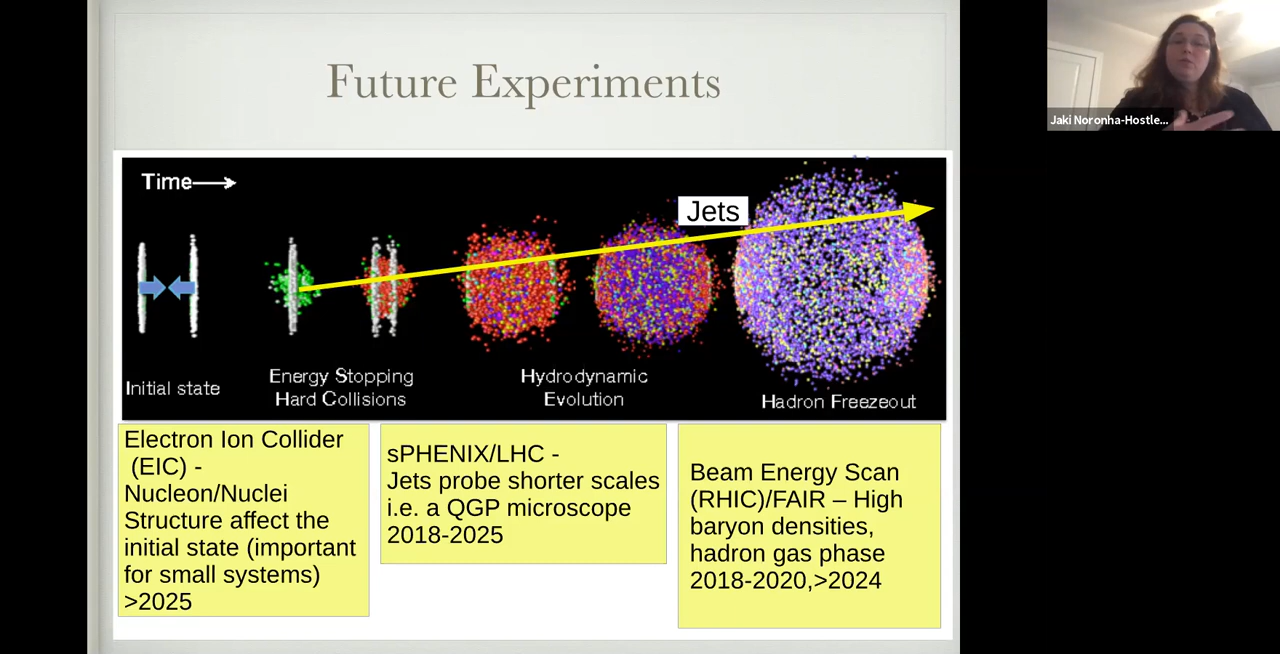 Future Experiments
Time
Jets
Initial state
Energy Stopping
Hard Collisions
Hydrodynamic
Evolution
Hadron Freezeout
Electron Ion Collider
(EIC) -
Nucleon/Nuclei
Structure affect the
initial state (important
for small systems)
>2025
sPHENIX/LHC -
Jets probe shorter scales
i.e. a QGP microscope
2018-2025
Beam Energy Scan
(RHIC)/FAIR – High
baryon densities,
hadron gas phase
2018-2020,>2024
Jaki Noronha-Hostle...